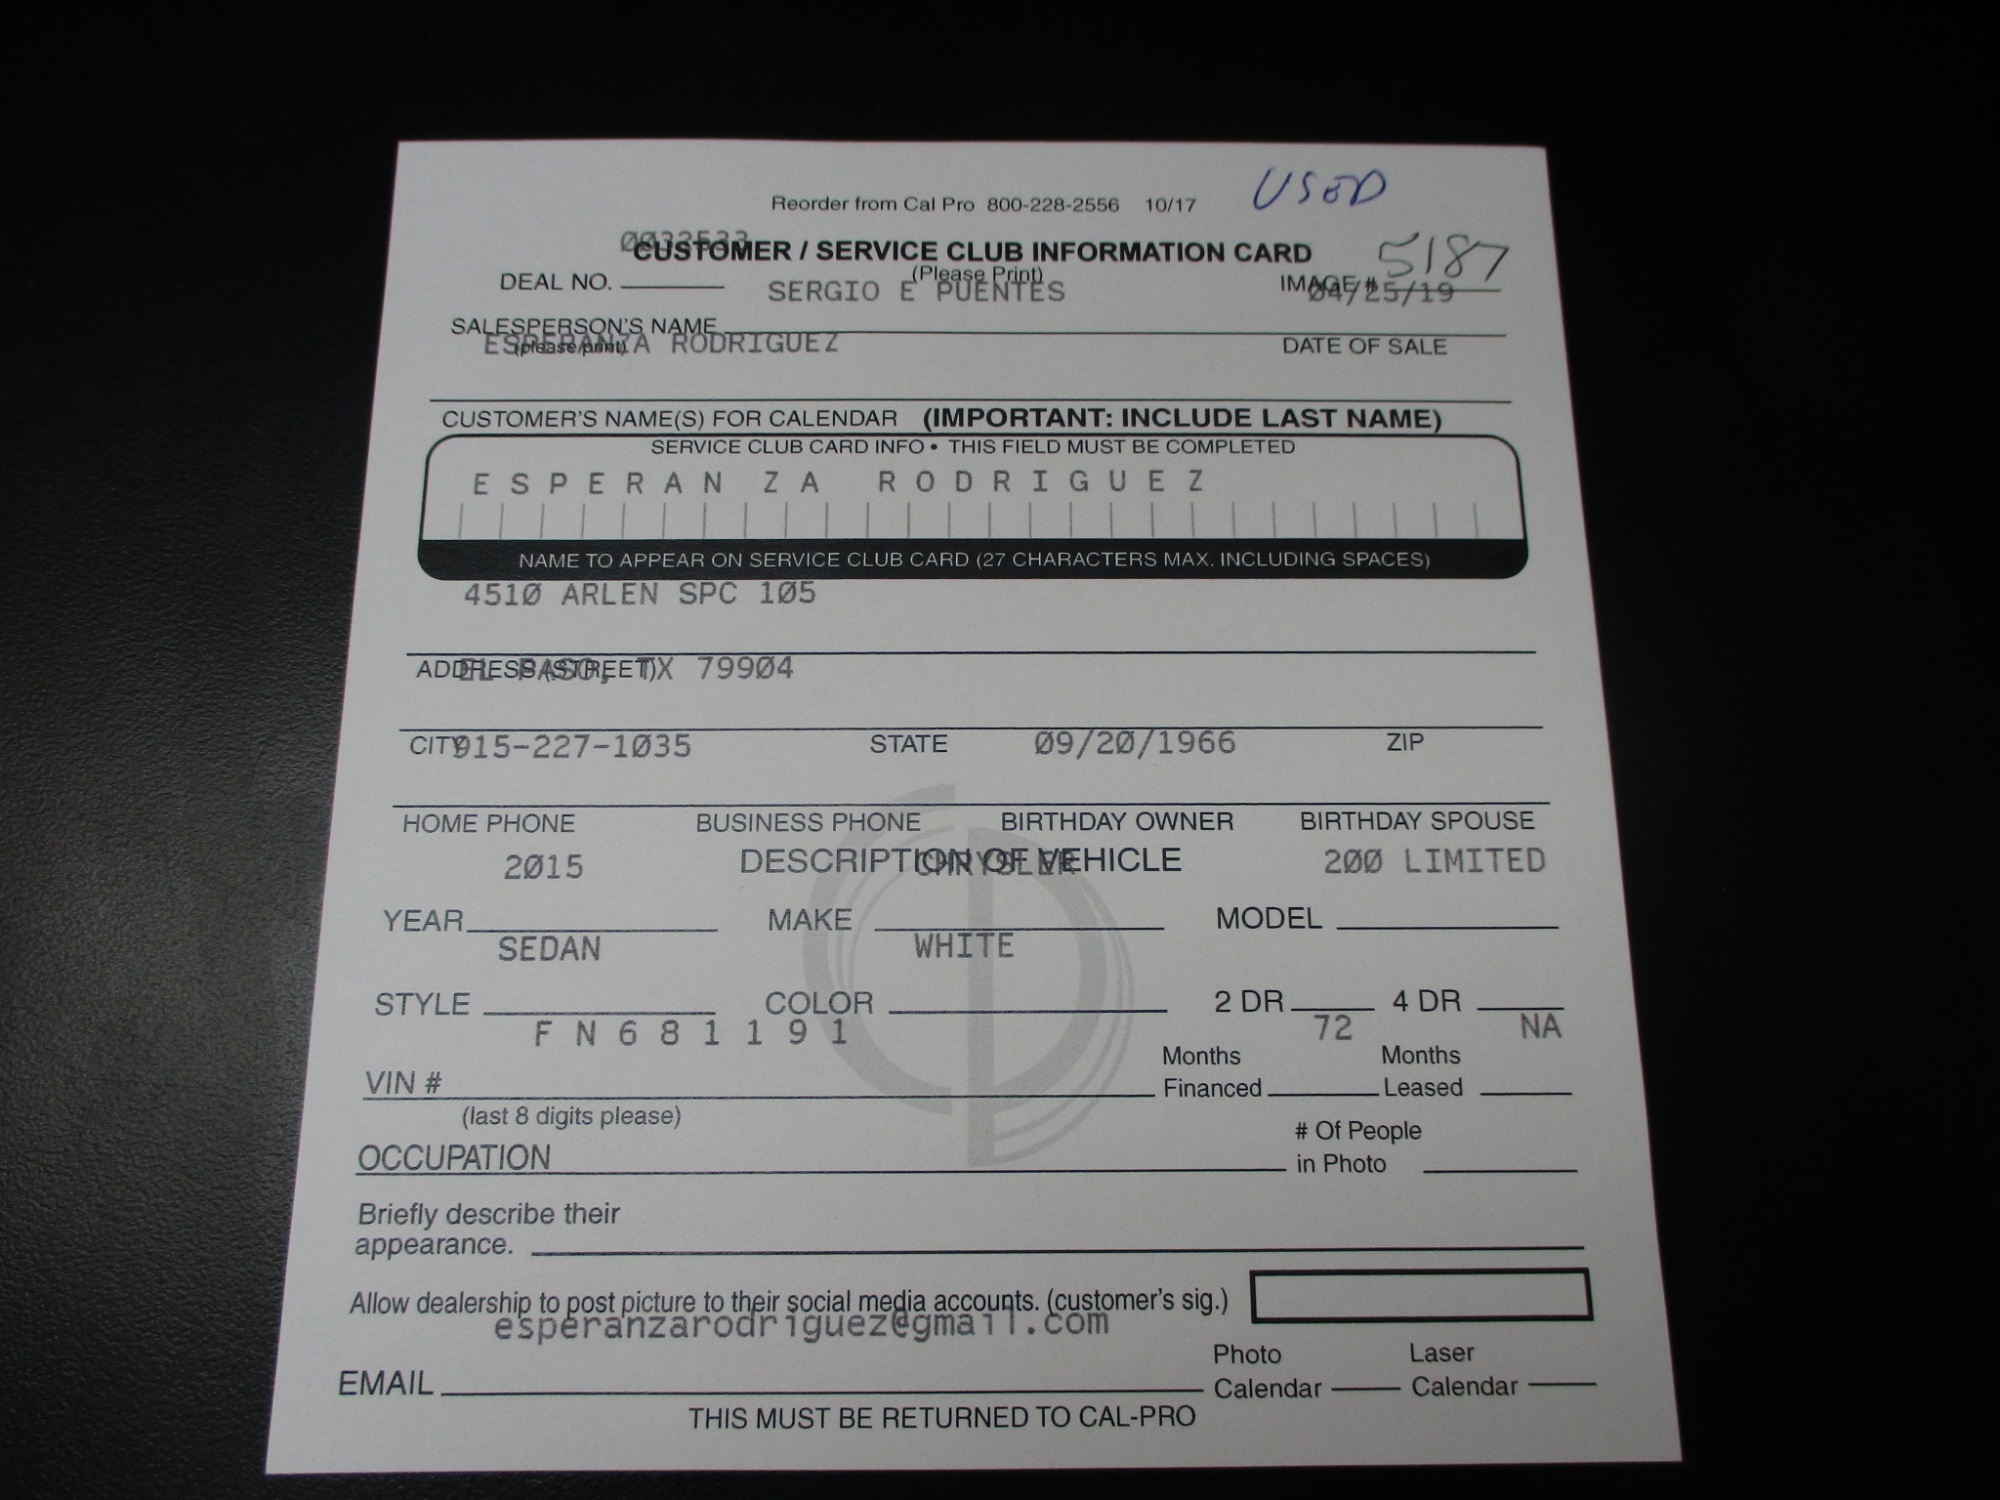 Reorder from Cal Pro 800-228-2556 10/17 USED
0033533
CUSTOMER / SERVICE CLUB INFORMATION CARD 5187
(Please Print)
DEAL NO. SERGIO E PUENTES IMAGE # 04/25/19
SALESPERSON'S NAME
(please print) ESPERANZA RODRIGUEZ DATE OF SALE
CUSTOMER'S NAME(S) FOR CALENDAR (IMPORTANT: INCLUDE LAST NAME)
SERVICE CLUB CARD INFO • THIS FIELD MUST BE COMPLETED
ESPERANZA RODRIGUEZ
NAME TO APPEAR ON SERVICE CLUB CARD (27 CHARACTERS MAX. INCLUDING SPACES)
4510 ARLEN SPC 105
ADDRESS (STREET) EL PASO, TX 79904
CITY 915-227-1035 STATE 09/20/1966 ZIP
HOME PHONE BUSINESS PHONE BIRTHDAY OWNER BIRTHDAY SPOUSE
2015 DESCRIPTION OF VEHICLE CHRYSLER 200 LIMITED
YEAR MAKE MODEL
SEDAN WHITE
STYLE COLOR 2 DR 4 DR
FN681191 72 NA
Months Months
VIN # Financed Leased
(last 8 digits please)
# Of People
OCCUPATION in Photo
Briefly describe their
appearance.
Allow dealership to post picture to their social media accounts. (customer's sig.)
esperanzarodriguez@gmail.com
Photo Laser
EMAIL Calendar Calendar
THIS MUST BE RETURNED TO CAL-PRO